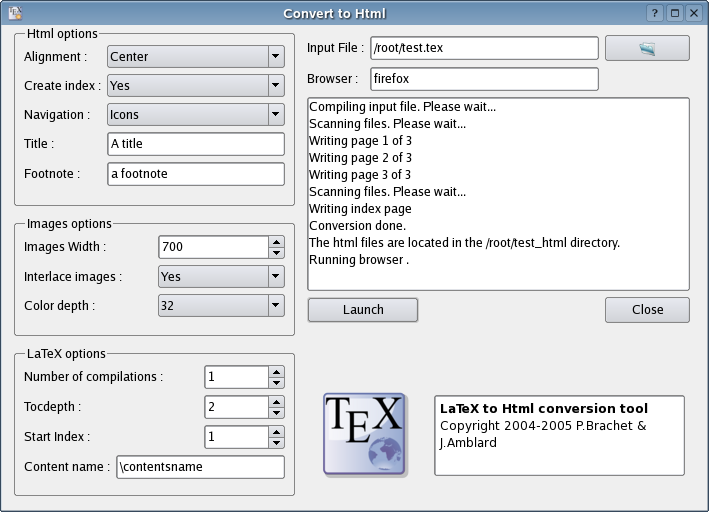 Convert to Html
Html options
Alignment : Center
Create index : Yes
Navigation : Icons
Title : A title
Footnote : a footnote
Images options
Images Width : 700
Interlace images : Yes
Color depth : 32
LaTeX options
Number of compilations : 1
Tocdepth : 2
Start Index : 1
Content name : \contentsname
Input File : /root/test.tex
Browser : firefox
Compiling input file. Please wait...
Scanning files. Please wait...
Writing page 1 of 3
Writing page 2 of 3
Writing page 3 of 3
Scanning files. Please wait...
Writing index page
Conversion done.
The html files are located in the /root/test_html directory.
Running browser .
Launch
Close
TEX
LaTeX to Html conversion tool
Copyright 2004-2005 P.Brachet &
J.Amblard